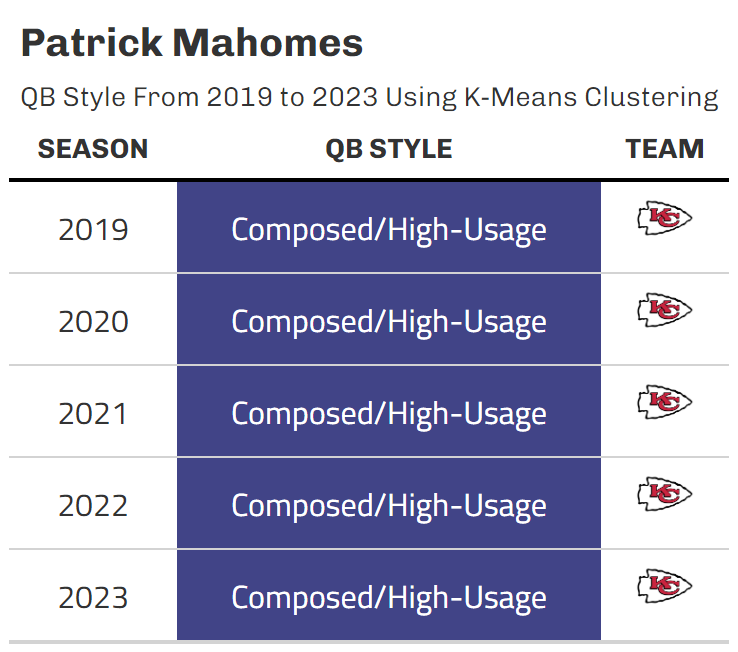 Patrick Mahomes
QB Style From 2019 to 2023 Using K-Means Clustering
SEASON QB STYLE TEAM
2019 Composed/High-Usage KC
2020 Composed/High-Usage KC
2021 Composed/High-Usage KC
2022 Composed/High-Usage KC
2023 Composed/High-Usage KC